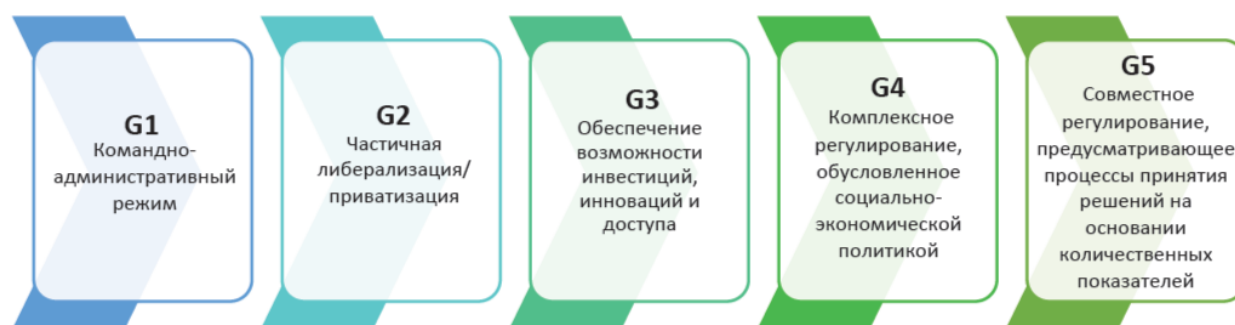 G1
Командно-
административный
режим
G2
Частичная
либерализация/
приватизация
G3
Обеспечение
возможности
инвестиций,
инноваций и
доступа
G4
Комплексное
регулирование,
обусловленное
социально-
экономической
политикой
G5
Совместное
регулирование,
предусматривающее
процессы принятия
решений на
основании
количественных
показателей